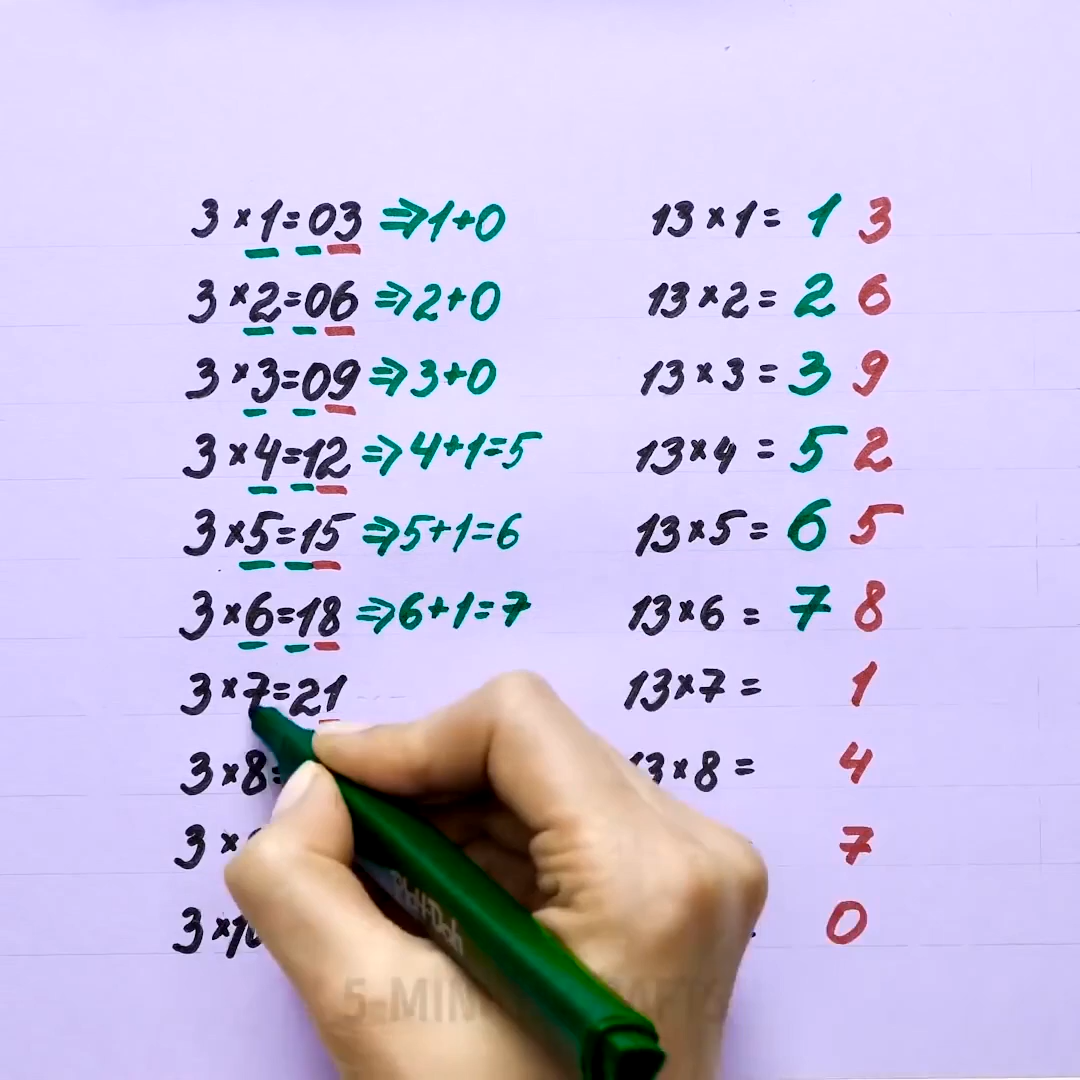 3×1=03 ⇒1+0 13×1= 1 3
3×2=06 ⇒2+0 13×2= 2 6
3×3=09 ⇒3+0 13×3= 3 9
3×4=12 ⇒4+1=5 13×4= 5 2
3×5=15 ⇒5+1=6 13×5= 6 5
3×6=18 ⇒6+1=7 13×6= 7 8
3×7=21 13×7= 1
3×8= 13×8= 4
3× 7
3×10 0